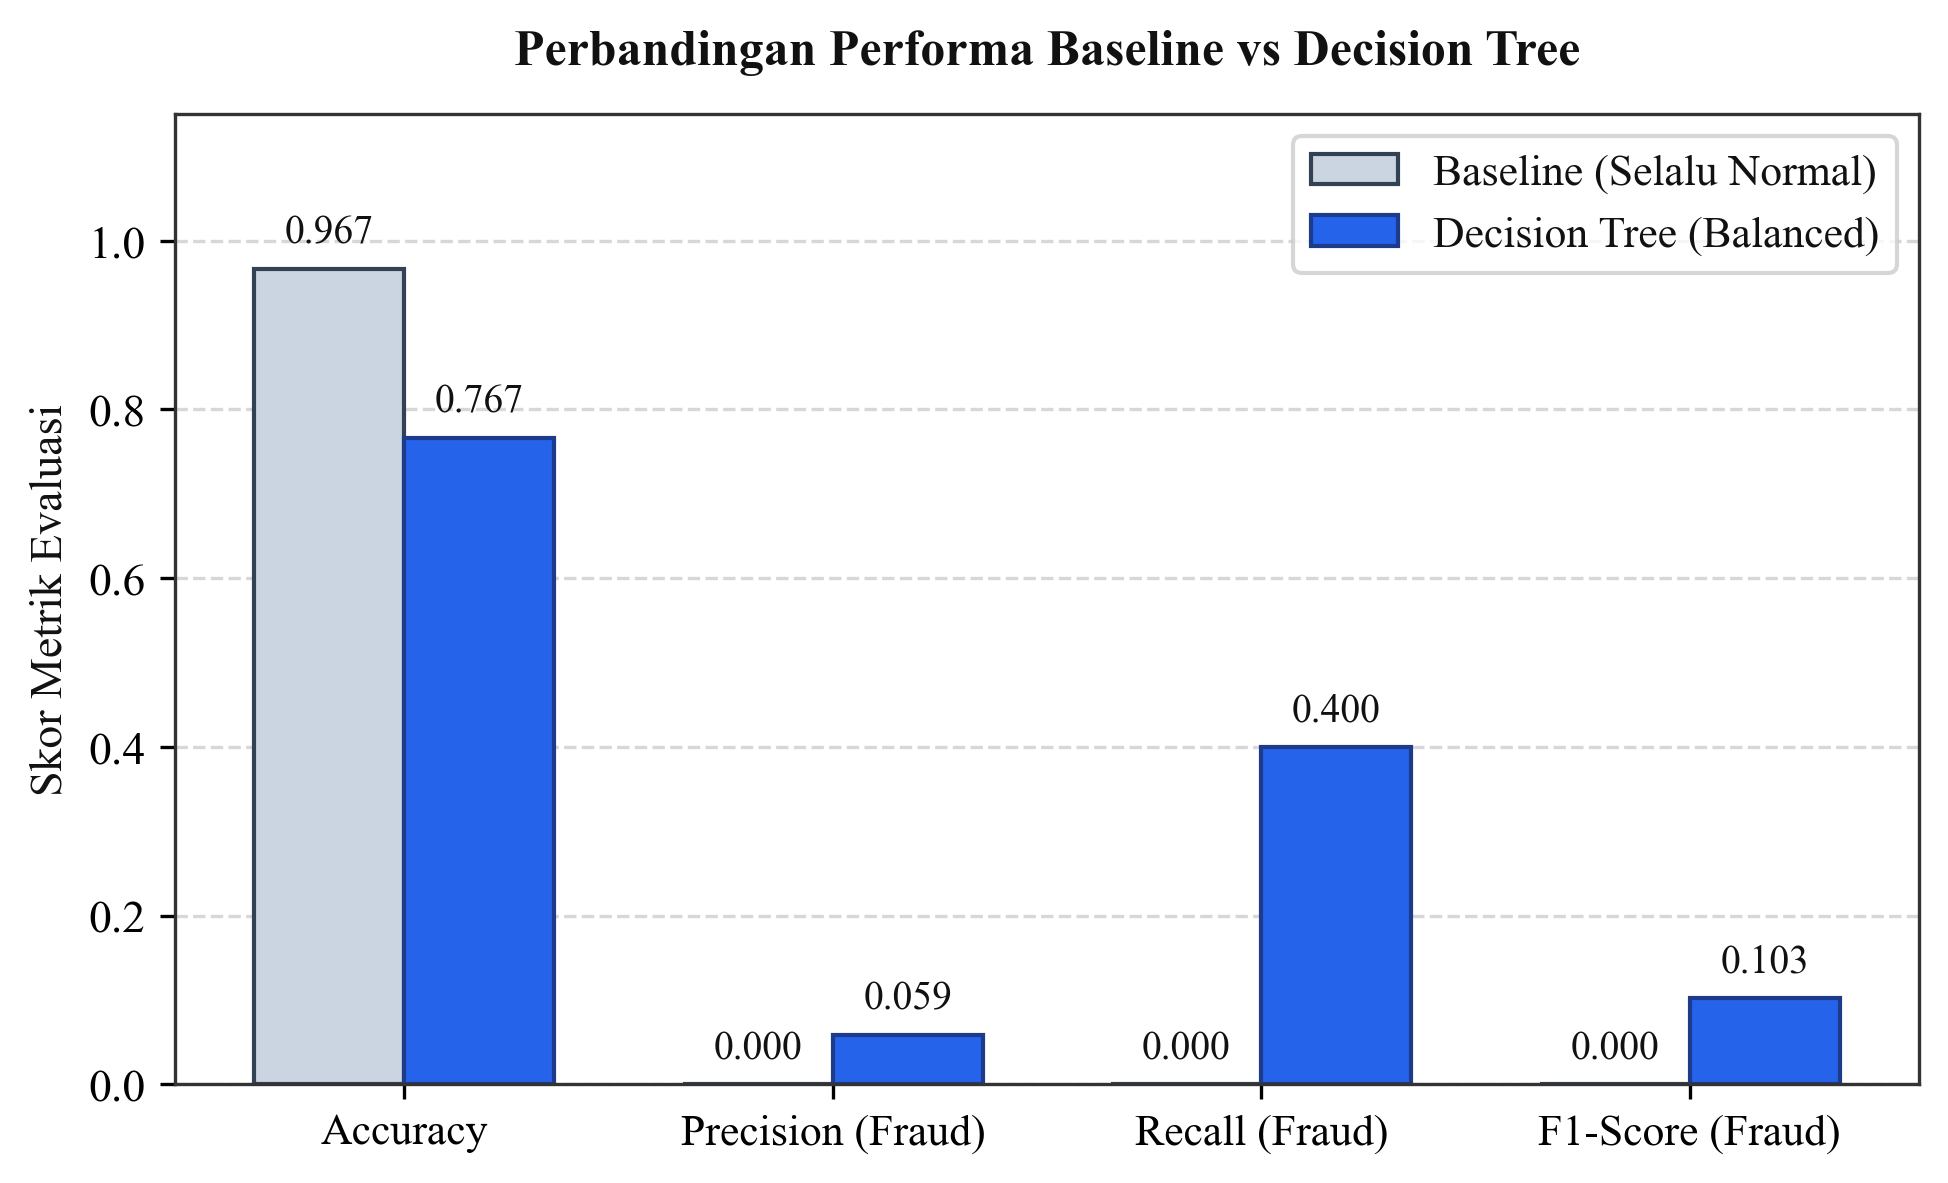 Perbandingan Performa Baseline vs Decision Tree
Baseline (Selalu Normal)
Decision Tree (Balanced)
Skor Metrik Evaluasi
1.0
0.8
0.6
0.4
0.2
0.0
0.967
0.767
0.000
0.059
0.000
0.400
0.000
0.103
Accuracy
Precision (Fraud)
Recall (Fraud)
F1-Score (Fraud)